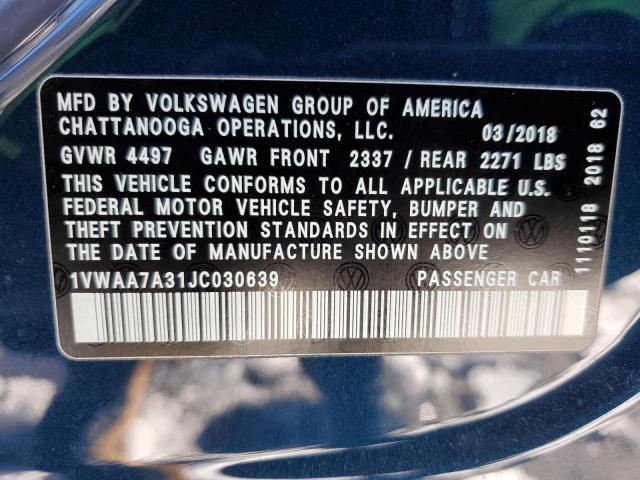 MFD BY VOLKSWAGEN GROUP OF AMERICA
CHATTANOOGA OPERATIONS, LLC. 03/2018
GVWR 4497 GAWR FRONT 2337 / REAR 2271 LBS
THIS VEHICLE CONFORMS TO ALL APPLICABLE U.S.
FEDERAL MOTOR VEHICLE SAFETY, BUMPER AND
THEFT PREVENTION STANDARDS IN EFFECT ON
THE DATE OF MANUFACTURE SHOWN ABOVE
1VWAA7A31JC030639 PASSENGER CAR
1110118 2018 62